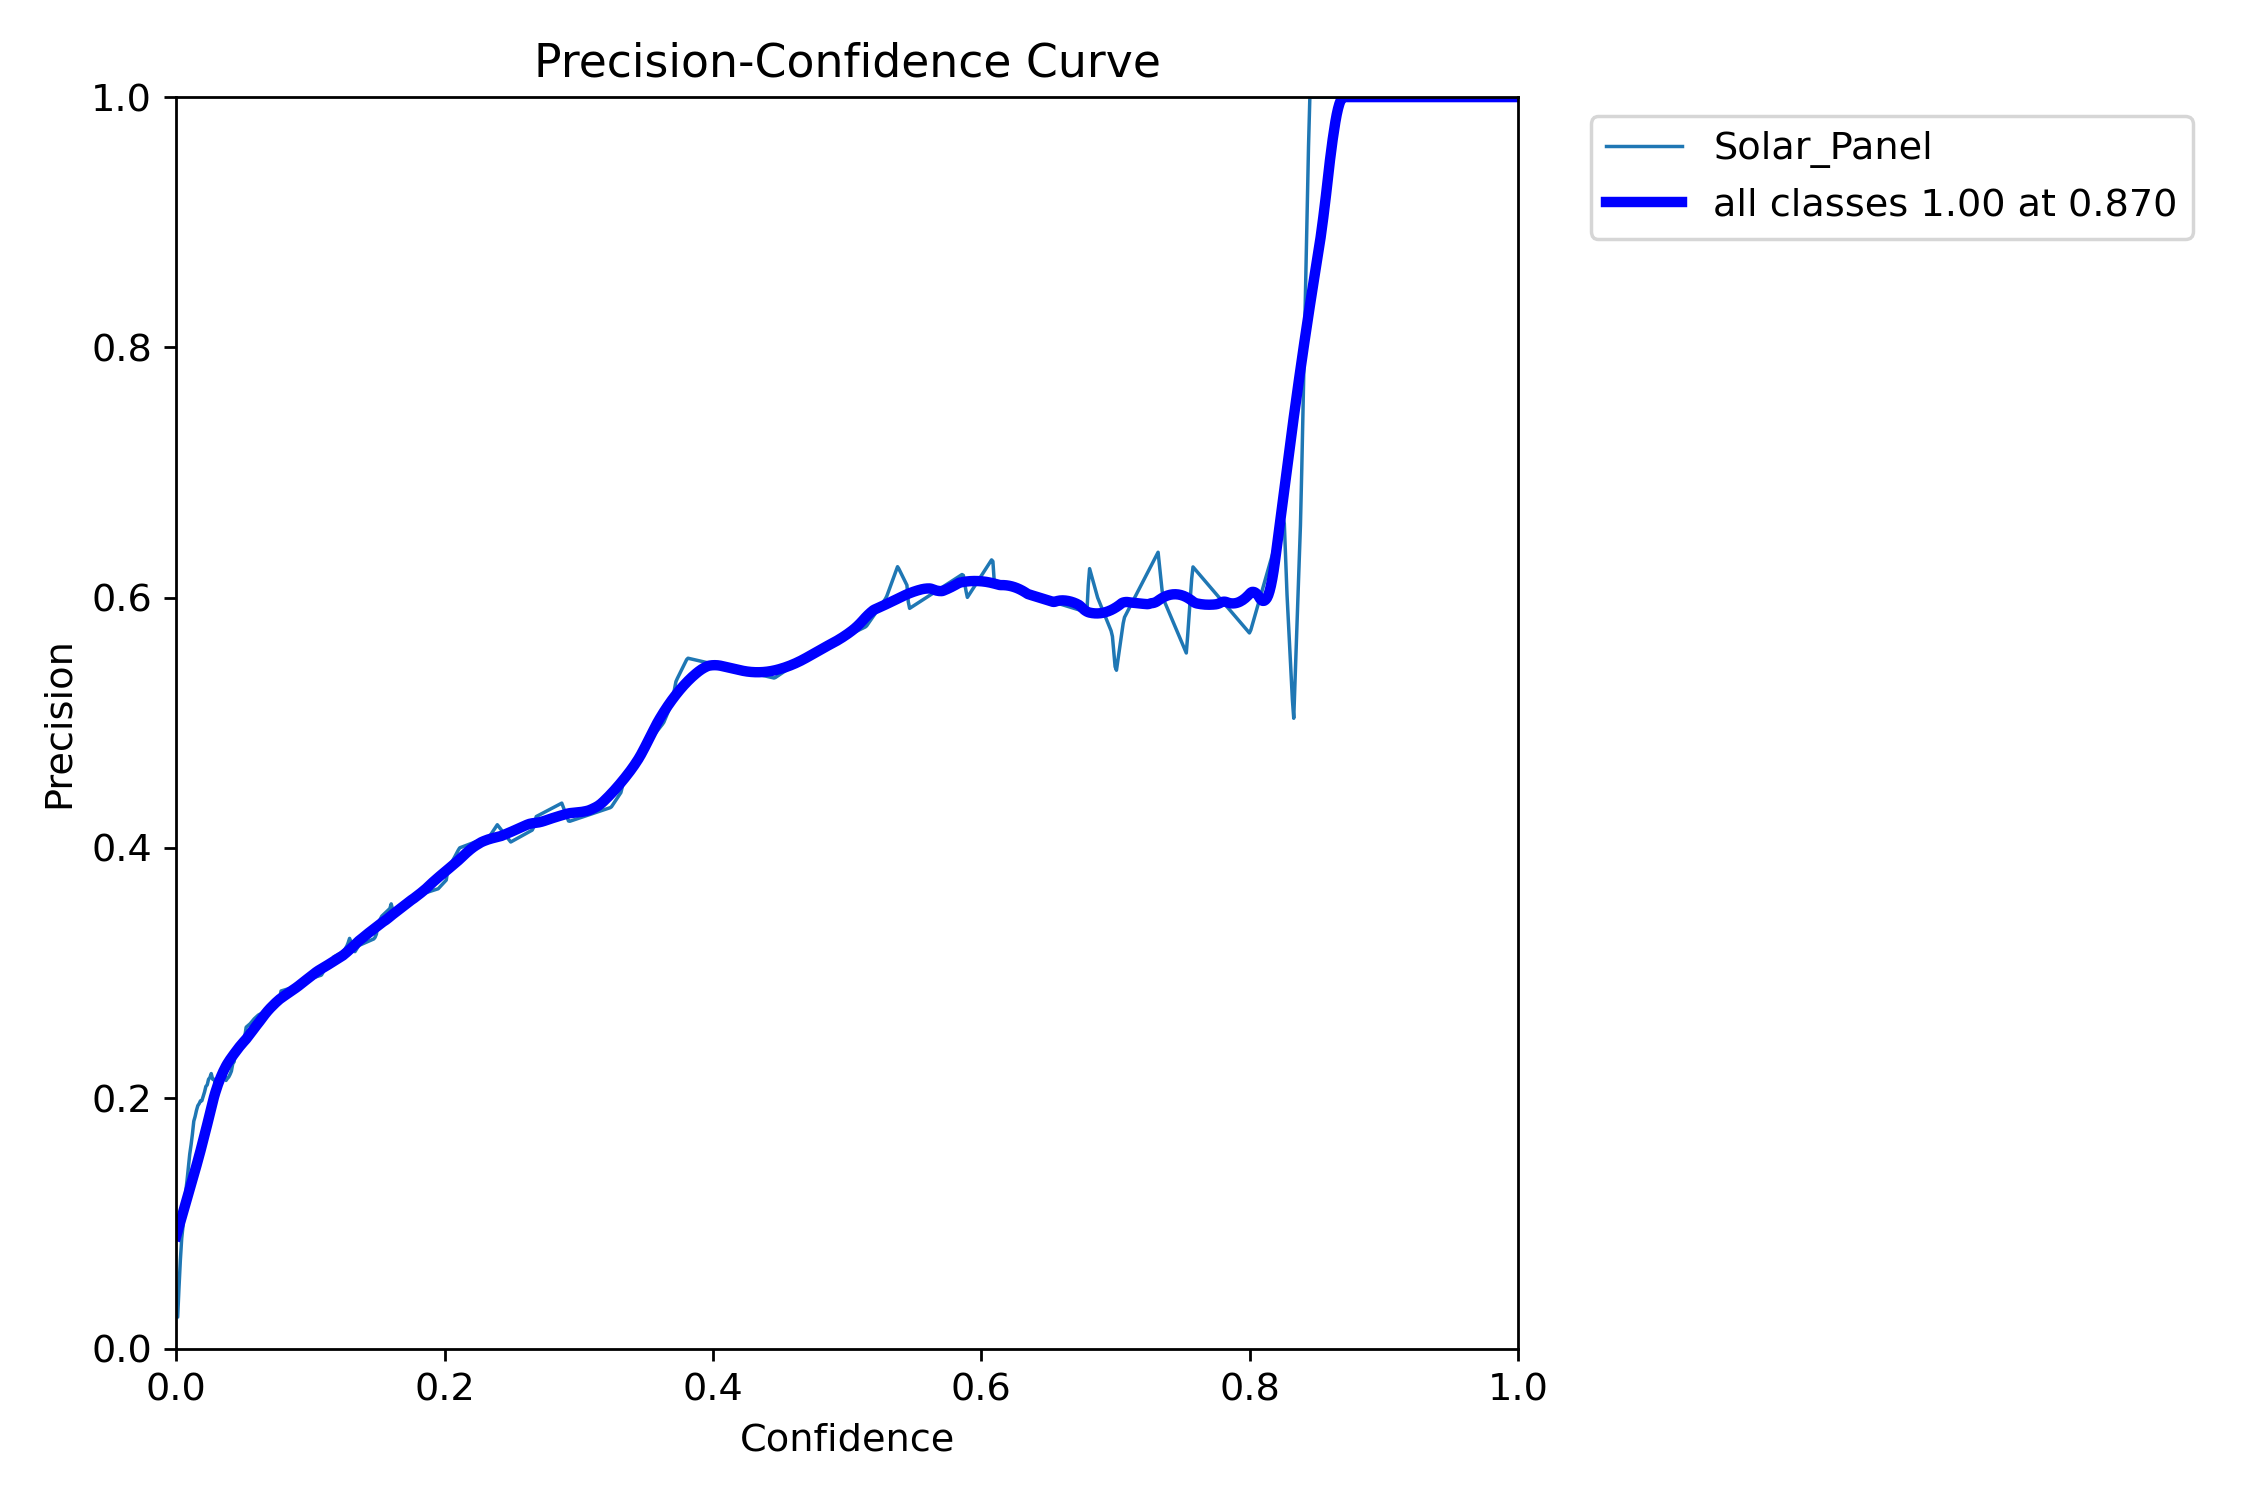 Precision-Confidence Curve
1.0
0.8
0.6
0.4
0.2
0.0
Precision
0.0 0.2 0.4 0.6 0.8 1.0
Confidence
Solar_Panel
all classes 1.00 at 0.870